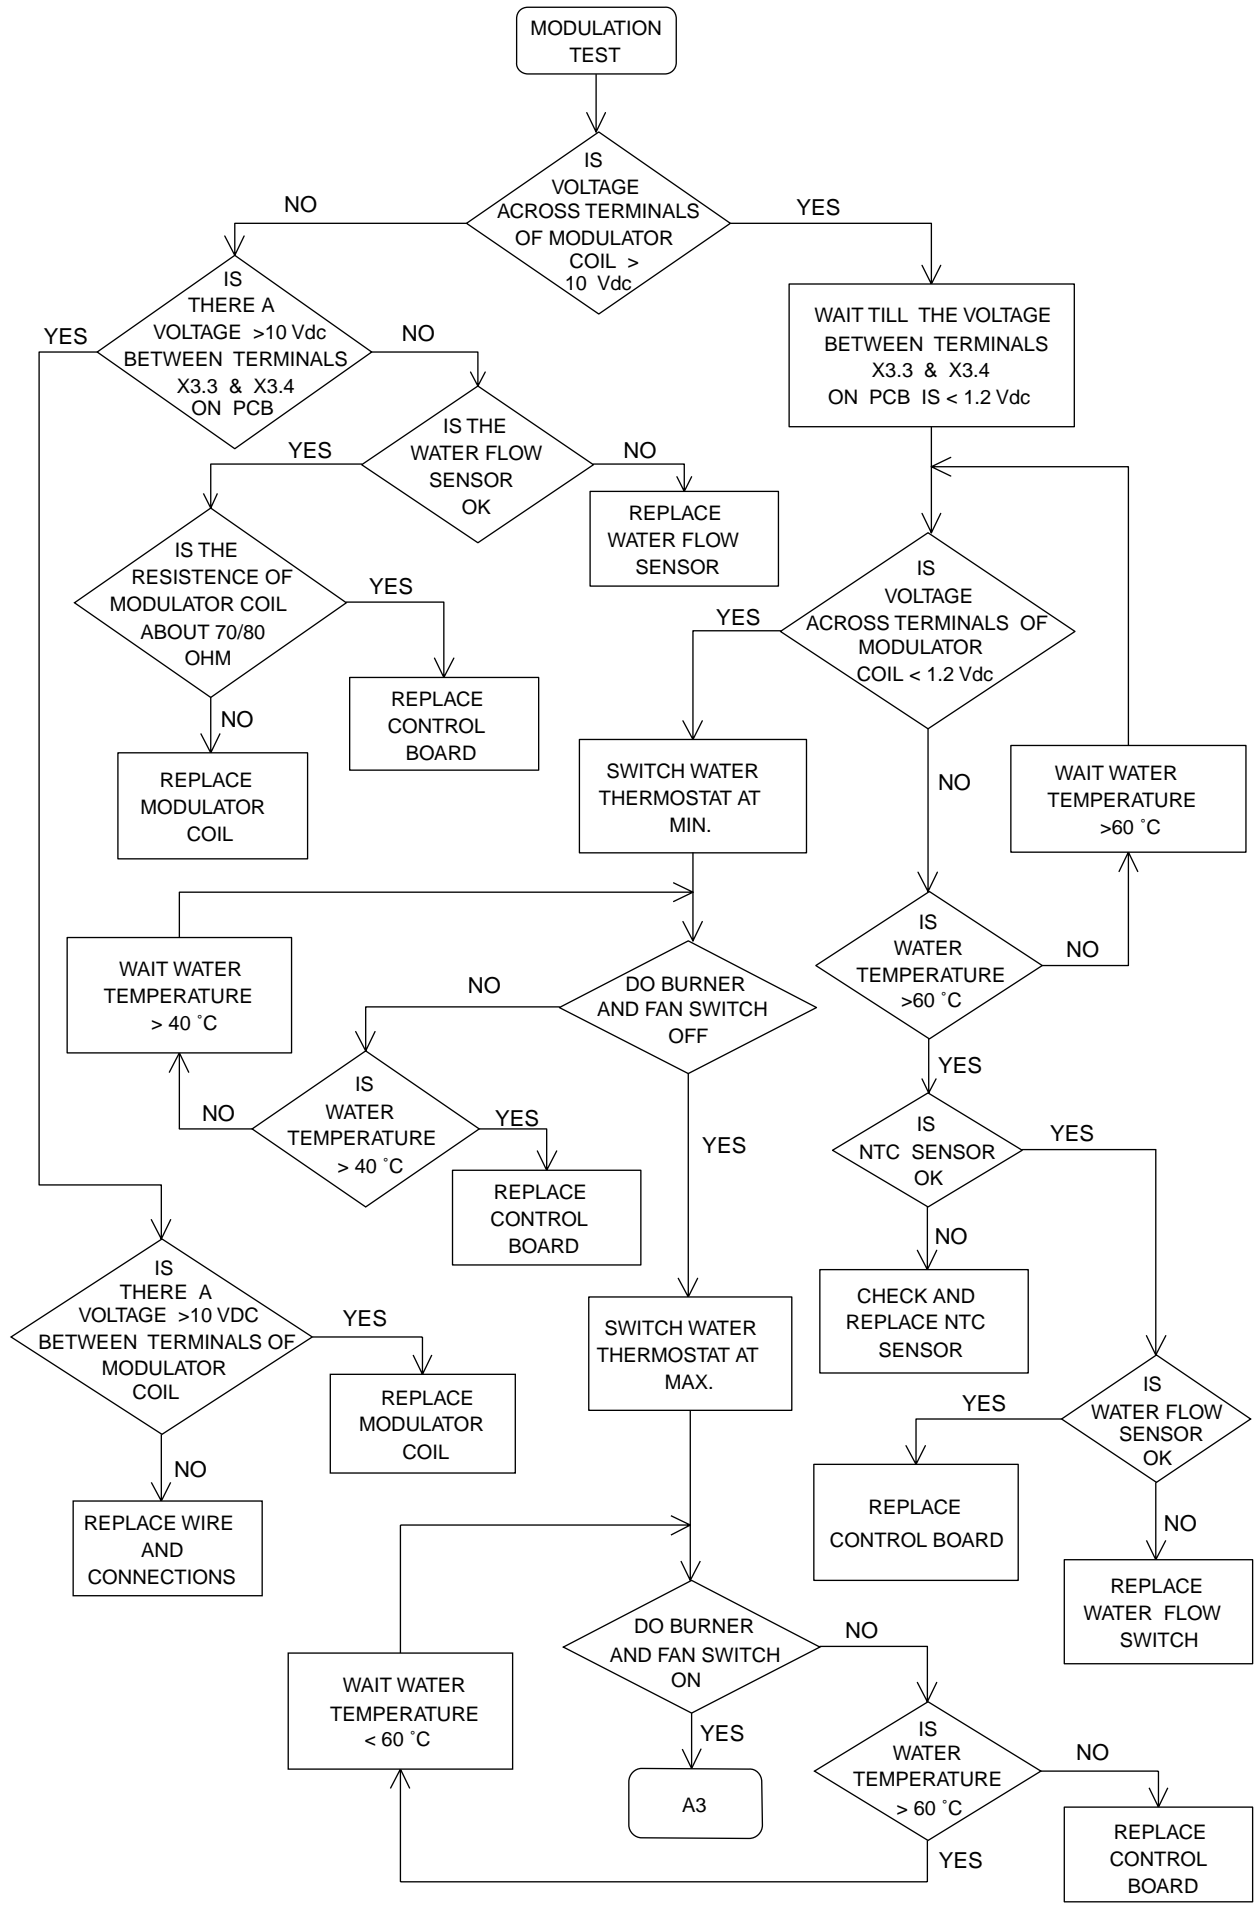 MODULATION
TEST
IS
VOLTAGE
ACROSS TERMINALS
OF MODULATOR
COIL >
10 Vdc
NO
YES
IS
THERE A
VOLTAGE >10 Vdc
BETWEEN TERMINALS
X3.3 & X3.4
ON PCB
YES
NO
WAIT TILL THE VOLTAGE
BETWEEN TERMINALS
X3.3 & X3.4
ON PCB IS < 1.2 Vdc
IS THE
WATER FLOW
SENSOR
OK
YES
NO
REPLACE
WATER FLOW
SENSOR
IS THE
RESISTENCE OF
MODULATOR COIL
ABOUT 70/80
OHM
YES
NO
REPLACE
CONTROL
BOARD
REPLACE
MODULATOR
COIL
IS
VOLTAGE
ACROSS TERMINALS OF
MODULATOR
COIL < 1.2 Vdc
YES
NO
SWITCH WATER
THERMOSTAT AT
MIN.
WAIT WATER
TEMPERATURE
>60 °C
IS
WATER
TEMPERATURE
>60 °C
NO
YES
WAIT WATER
TEMPERATURE
> 40 °C
DO BURNER
AND FAN SWITCH
OFF
NO
YES
IS
WATER
TEMPERATURE
> 40 °C
NO
YES
REPLACE
CONTROL
BOARD
IS
NTC SENSOR
OK
YES
NO
CHECK AND
REPLACE NTC
SENSOR
IS
THERE A
VOLTAGE >10 VDC
BETWEEN TERMINALS OF
MODULATOR
COIL
YES
NO
REPLACE
MODULATOR
COIL
REPLACE WIRE
AND
CONNECTIONS
SWITCH WATER
THERMOSTAT AT
MAX.
IS
WATER FLOW
SENSOR
OK
YES
NO
REPLACE
CONTROL BOARD
REPLACE
WATER FLOW
SWITCH
DO BURNER
AND FAN SWITCH
ON
NO
YES
WAIT WATER
TEMPERATURE
< 60 °C
A3
IS
WATER
TEMPERATURE
> 60 °C
NO
YES
REPLACE
CONTROL
BOARD